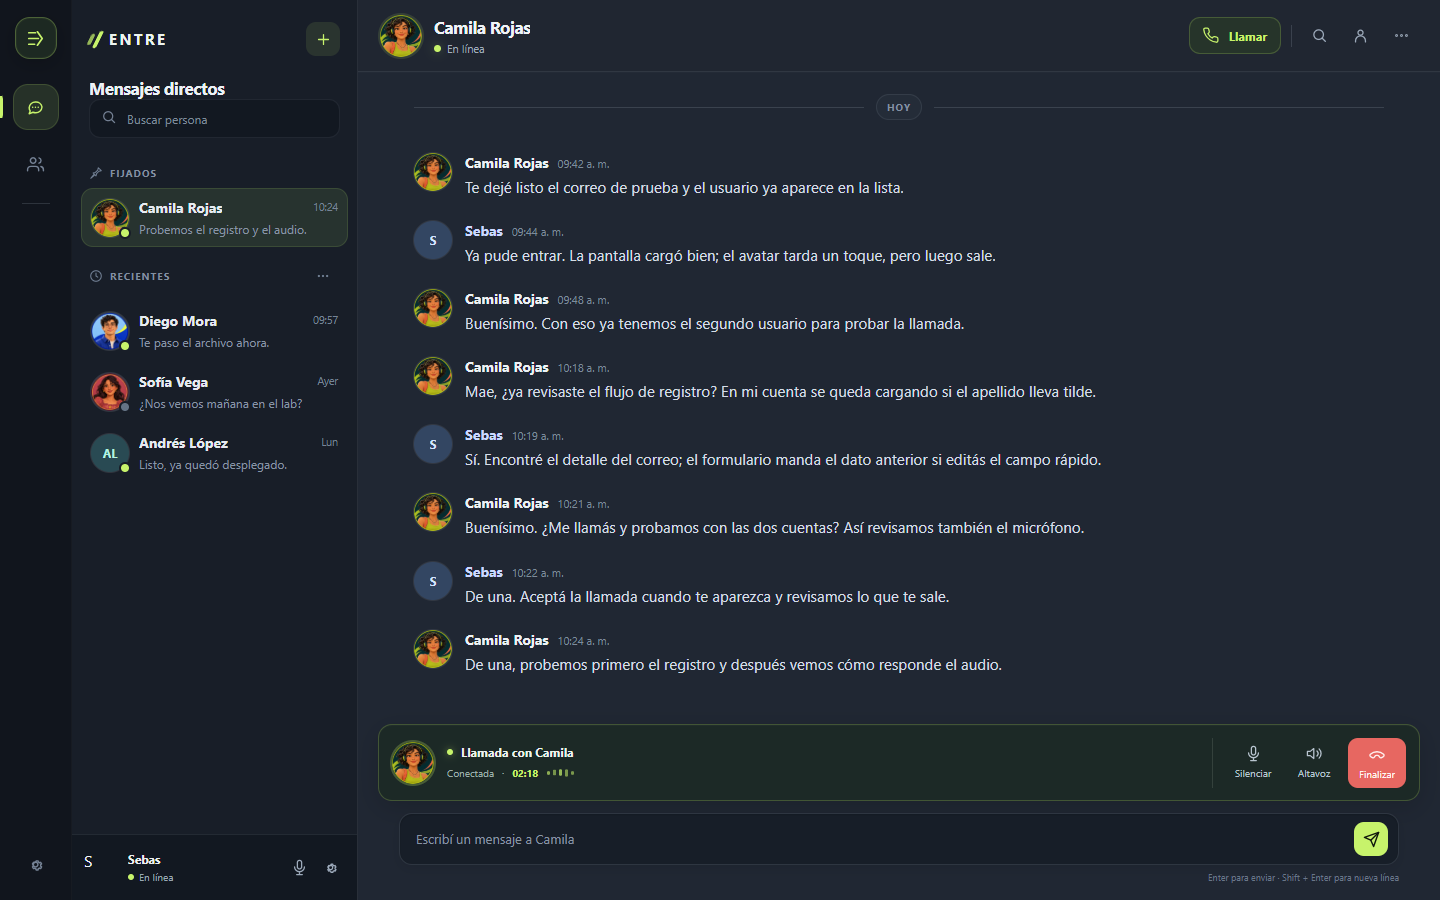 ENTRE
Mensajes directos
Buscar persona
FIJADOS
Camila Rojas 10:24
Probemos el registro y el audio.
RECIENTES
Diego Mora 09:57
Te paso el archivo ahora.
Sofía Vega Ayer
¿Nos vemos mañana en el lab?
AL
Andrés López Lun
Listo, ya quedó desplegado.
S
Sebas
En línea
Camila Rojas
En línea
Llamar
HOY
Camila Rojas 09:42 a. m.
Te dejé listo el correo de prueba y el usuario ya aparece en la lista.
S
Sebas 09:44 a. m.
Ya pude entrar. La pantalla cargó bien; el avatar tarda un toque, pero luego sale.
Camila Rojas 09:48 a. m.
Buenísimo. Con eso ya tenemos el segundo usuario para probar la llamada.
Camila Rojas 10:18 a. m.
Mae, ¿ya revisaste el flujo de registro? En mi cuenta se queda cargando si el apellido lleva tilde.
S
Sebas 10:19 a. m.
Sí. Encontré el detalle del correo; el formulario manda el dato anterior si editás el campo rápido.
Camila Rojas 10:21 a. m.
Buenísimo. ¿Me llamás y probamos con las dos cuentas? Así revisamos también el micrófono.
S
Sebas 10:22 a. m.
De una. Aceptá la llamada cuando te aparezca y revisamos lo que te sale.
Camila Rojas 10:24 a. m.
De una, probemos primero el registro y después vemos cómo responde el audio.
Llamada con Camila
Conectada · 02:18
Silenciar
Altavoz
Finalizar
Escribí un mensaje a Camila
Enter para enviar · Shift + Enter para nueva línea